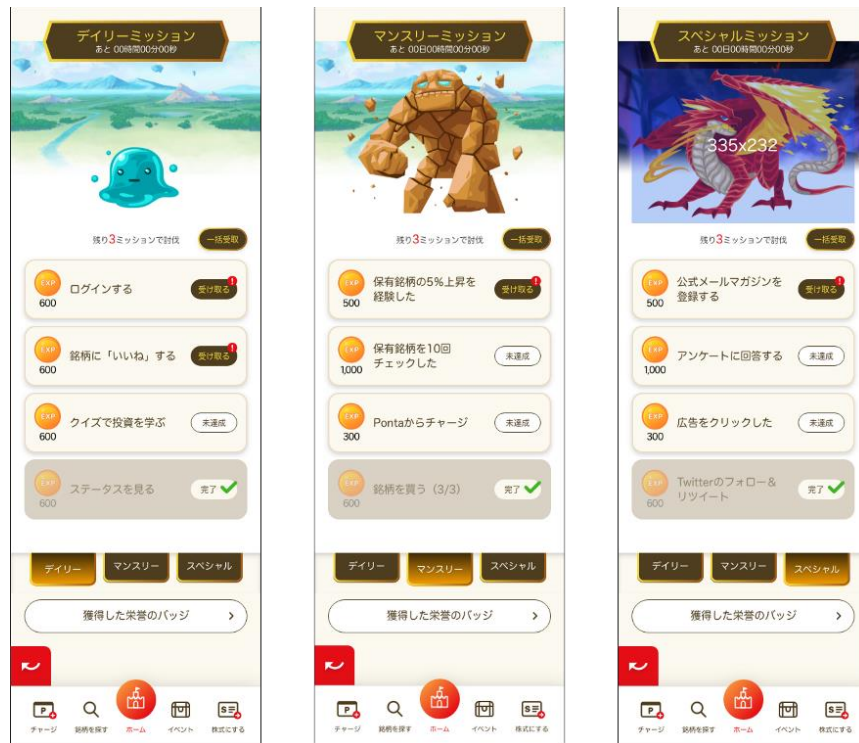 デイリーミッション
あと 00時間00分00秒
残り3ミッションで討伐
一括受取
EXP
600
ログインする
受け取る
!
EXP
600
銘柄に「いいね」する
受け取る
!
EXP
600
クイズで投資を学ぶ
未達成
EXP
600
ステータスを見る
完了
デイリー
マンスリー
スペシャル
獲得した栄誉のバッジ
P
チャージ
銘柄を探す
ホーム
イベント
S
株式にする
マンスリーミッション
あと 00日00時間00分00秒
残り3ミッションで討伐
一括受取
EXP
500
保有銘柄の5%上昇を
経験した
受け取る
!
EXP
1,000
保有銘柄を10回
チェックした
未達成
EXP
300
Pontaからチャージ
未達成
EXP
600
銘柄を買う（3/3）
完了
デイリー
マンスリー
スペシャル
獲得した栄誉のバッジ
P
チャージ
銘柄を探す
ホーム
イベント
S
株式にする
スペシャルミッション
あと 00日00時間00分00秒
335x232
残り3ミッションで討伐
一括受取
EXP
500
公式メールマガジンを
登録する
受け取る
!
EXP
1,000
アンケートに回答する
未達成
EXP
300
広告をクリックした
未達成
EXP
600
Twitterのフォロー＆
リツイート
完了
デイリー
マンスリー
スペシャル
獲得した栄誉のバッジ
P
チャージ
銘柄を探す
ホーム
イベント
S
株式にする